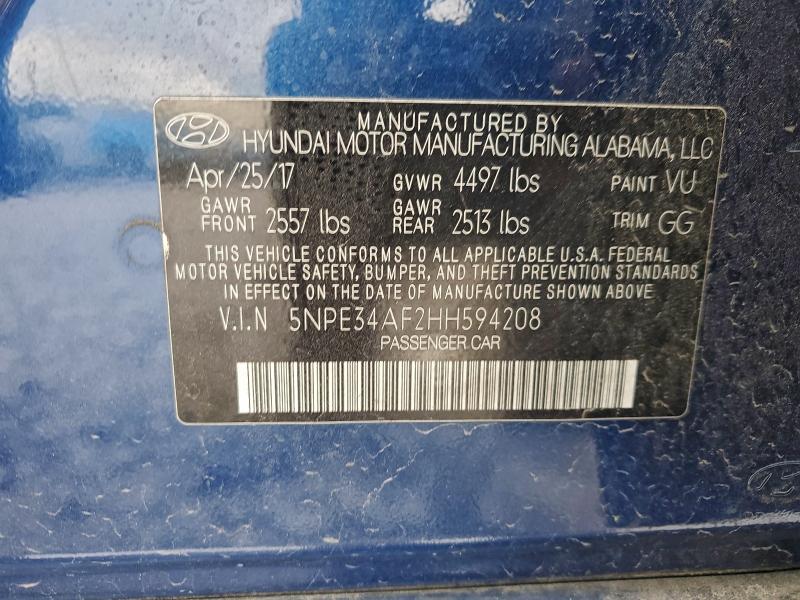 MANUFACTURED BY
HYUNDAI MOTOR MANUFACTURING ALABAMA, LLC
Apr/25/17 GVWR 4497 lbs PAINT VU
GAWR FRONT 2557 lbs GAWR REAR 2513 lbs TRIM GG
THIS VEHICLE CONFORMS TO ALL APPLICABLE U.S.A. FEDERAL
MOTOR VEHICLE SAFETY, BUMPER, AND THEFT PREVENTION STANDARDS
IN EFFECT ON THE DATE OF MANUFACTURE SHOWN ABOVE
V.I.N 5NPE34AF2HH594208
PASSENGER CAR